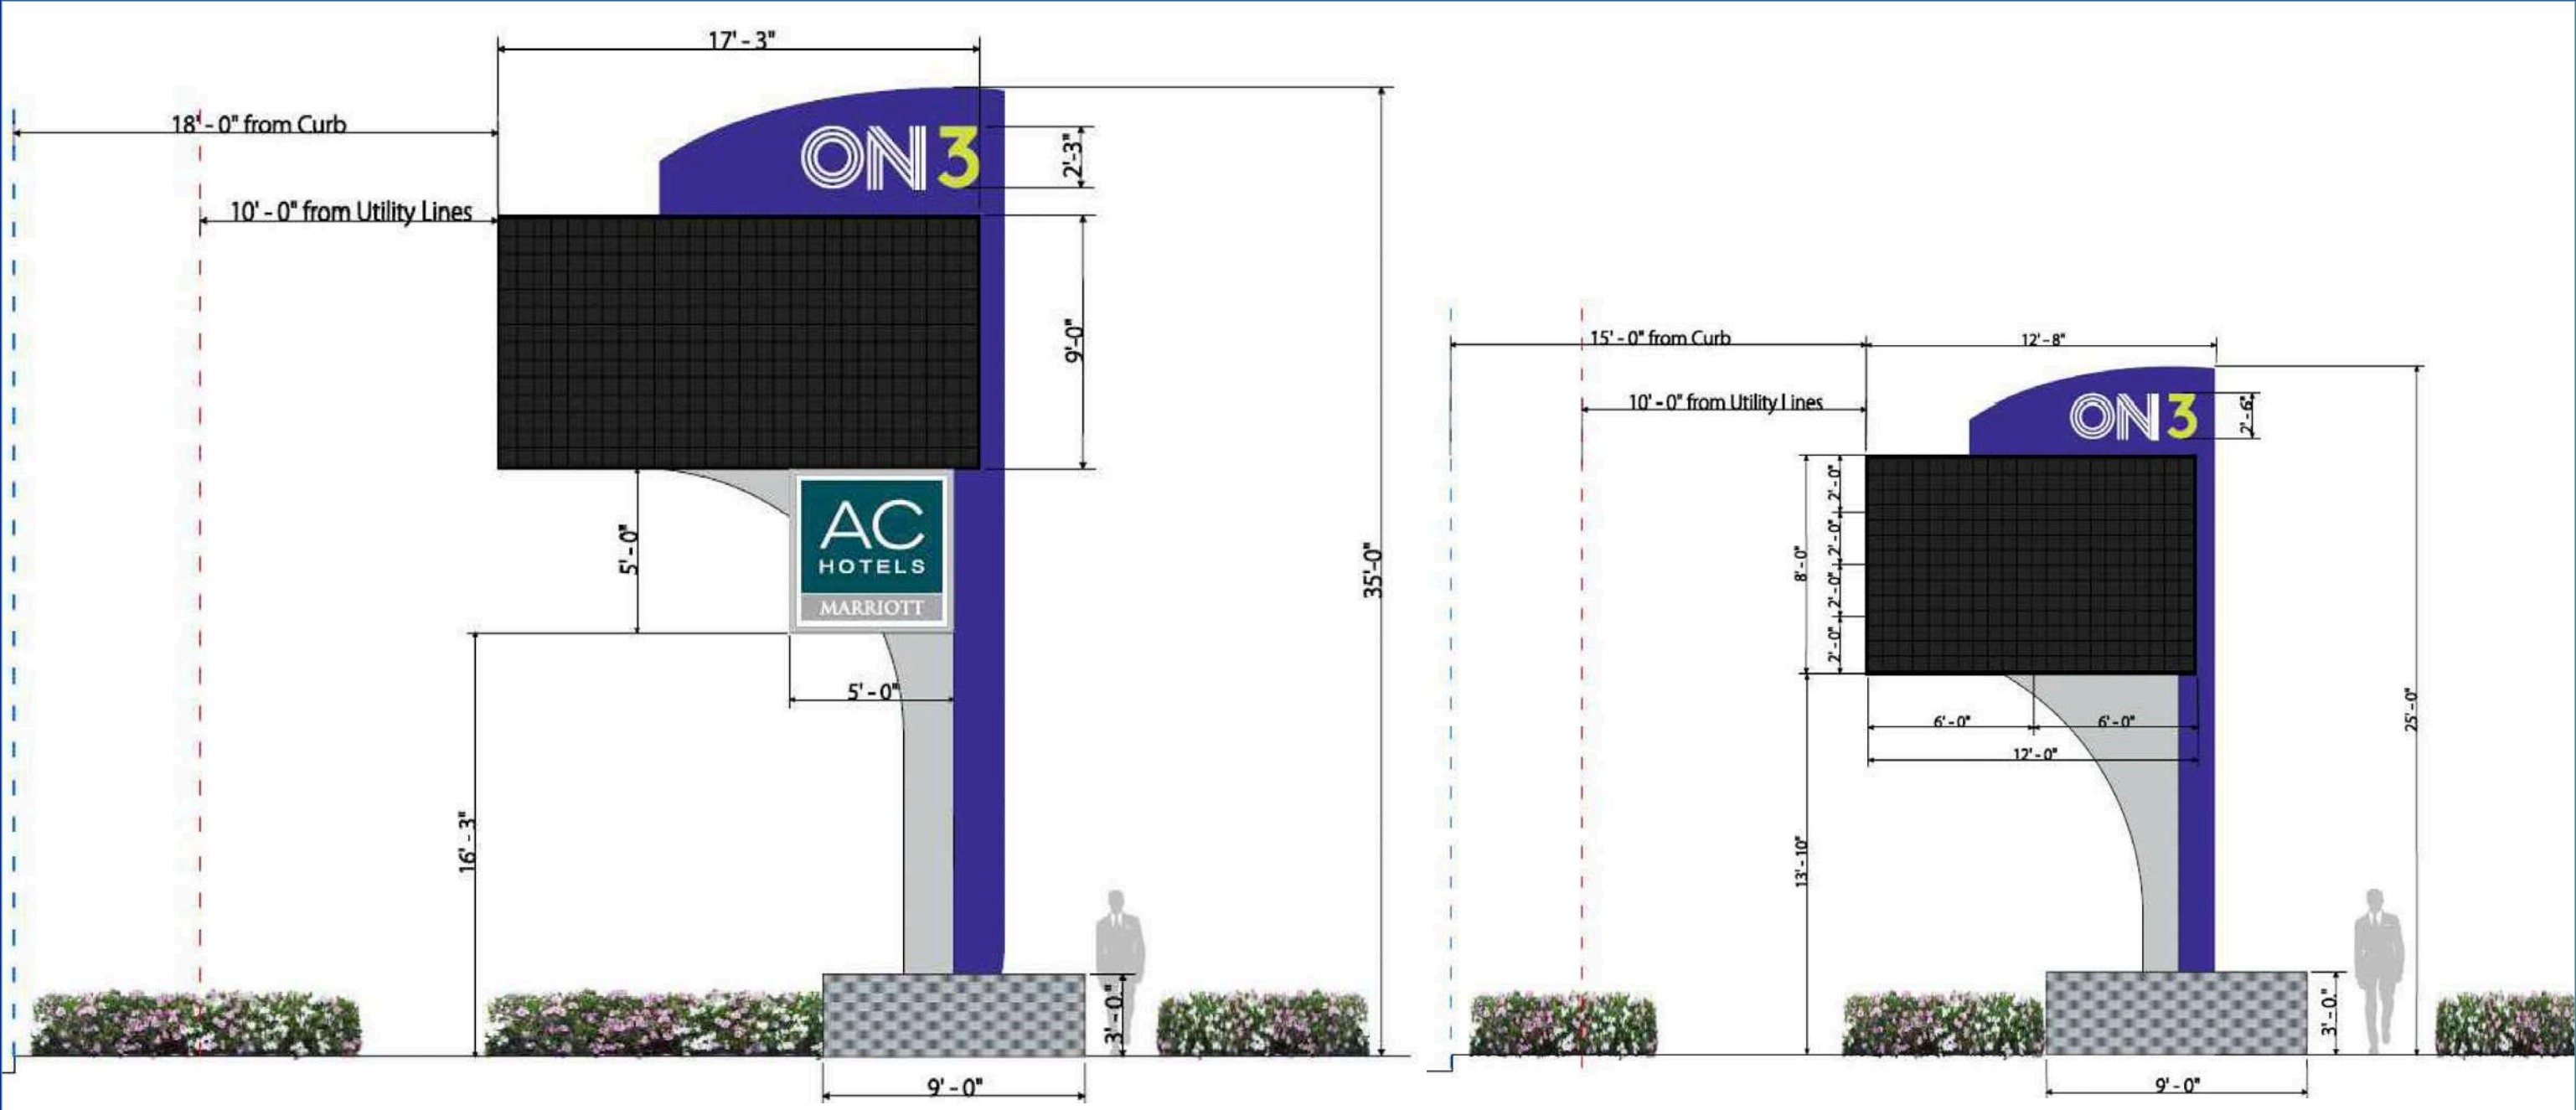 17' - 3"
18' - 0" from Curb
ON3
2'-3"
10' - 0" from Utility Lines
9'-0"
5' - 0"
AC
HOTELS
MARRIOTT
35'-0"
5' - 0"
16' - 3"
3' - 0"
9' - 0"
15' - 0" from Curb
12' - 8"
10' - 0" from Utility Lines
ON3
2' - 6"
8' - 0"
2' - 0"
2' - 0"
2' - 0"
2' - 0"
6' - 0"
6' - 0"
12' - 0"
25' - 0"
13' - 10"
3' - 0"
9' - 0"